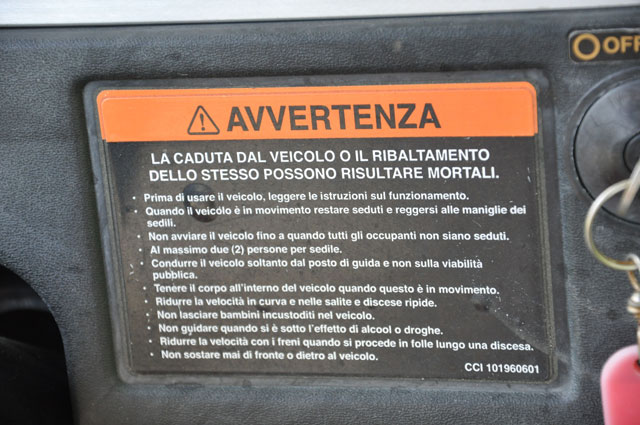 OFF
AVVERTENZA
LA CADUTA DAL VEICOLO O IL RIBALTAMENTO
DELLO STESSO POSSONO RISULTARE MORTALI.
• Prima di usare il veicolo, leggere le istruzioni sul funzionamento.
• Quando il veicolo è in movimento restare seduti e reggersi alle maniglie dei
sedili.
• Non avviare il veicolo fino a quando tutti gli occupanti non siano seduti.
• Al massimo due (2) persone per sedile.
• Condurre il veicolo soltanto dal posto di guida e non sulla viabilità
pubblica.
• Tenere il corpo all'interno del veicolo quando questo è in movimento.
• Ridurre la velocità in curva e nelle salite e discese ripide.
• Non lasciare bambini incustoditi nel veicolo.
• Non guidare quando si è sotto l'effetto di alcool o droghe.
• Ridurre la velocità con i freni quando si procede in folle lungo una discesa.
• Non sostare mai di fronte o dietro al veicolo.
CCI 101960601